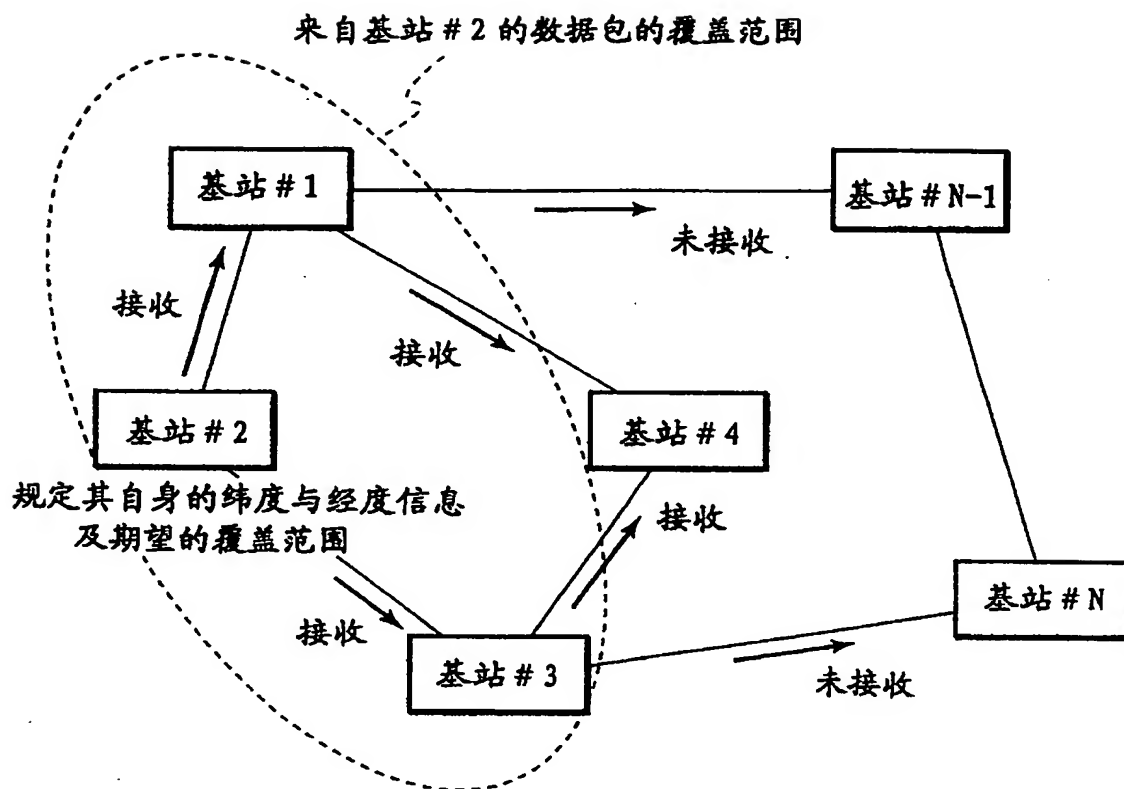 来自基站#2的数据包的覆盖范围
基站#1
基站#N-1
未接收
接收
接收
基站#2
基站#4
规定其自身的纬度与经度信息
及期望的覆盖范围
接收
接收
基站#N
基站#3
未接收